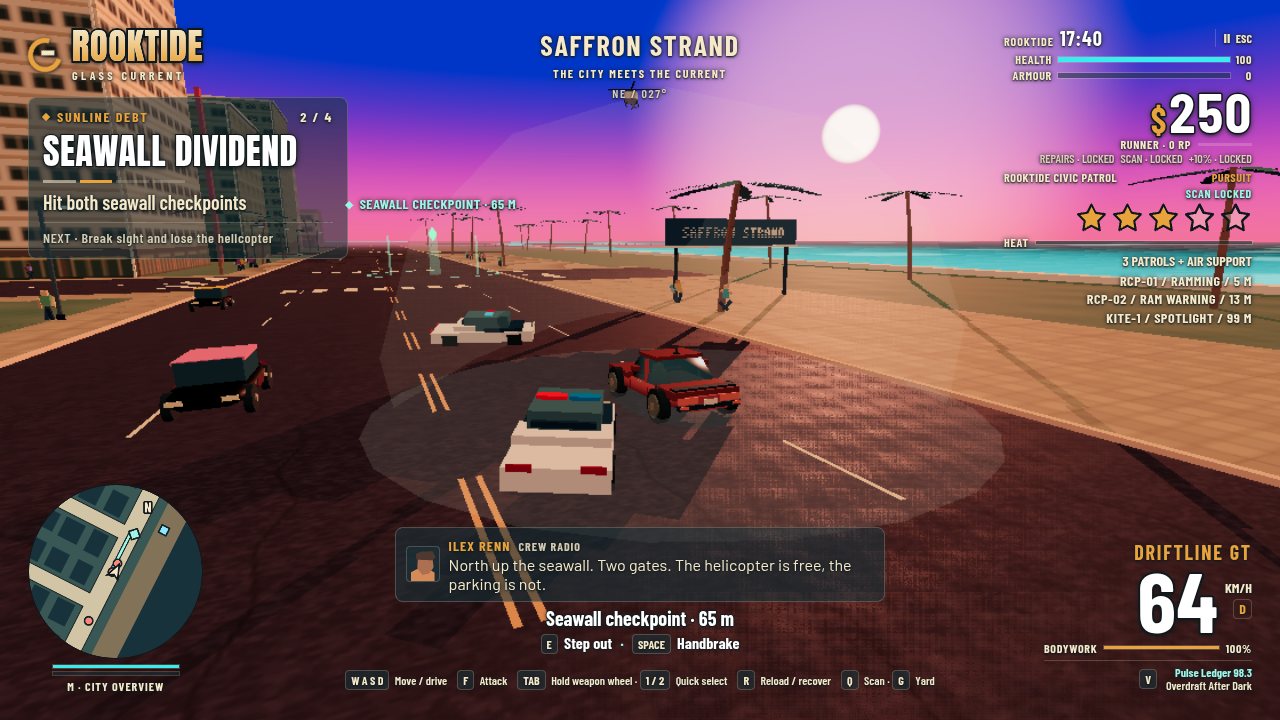 ROOKTIDE
GLASS CURRENT
SUNLINE DEBT 2 / 4
SEAWALL DIVIDEND
Hit both seawall checkpoints
NEXT · Break sight and lose the helicopter
SAFFRON STRAND
THE CITY MEETS THE CURRENT
NE / 027°
SEAWALL CHECKPOINT · 65 M
SAFFRON STRAND
ROOKTIDE 17:40
ESC
HEALTH 100
ARMOUR 0
$250
RUNNER · 0 RP
REPAIRS · LOCKED SCAN · LOCKED +10% · LOCKED
ROOKTIDE CIVIC PATROL PURSUIT
SCAN LOCKED
HEAT
3 PATROLS + AIR SUPPORT
RCP-01 / RAMMING / 5 M
RCP-02 / RAM WARNING / 13 M
KITE-1 / SPOTLIGHT / 99 M
N
M · CITY OVERVIEW
ILEX RENN CREW RADIO
North up the seawall. Two gates. The helicopter is free, the
parking is not.
Seawall checkpoint · 65 m
E Step out · SPACE Handbrake
W A S D Move / drive F Attack TAB Hold weapon wheel · 1 / 2 Quick select R Reload / recover Q Scan · G Yard
DRIFTLINE GT
64 KM/H
D
BODYWORK 100%
V Pulse Ledger 98.3
Overdraft After Dark